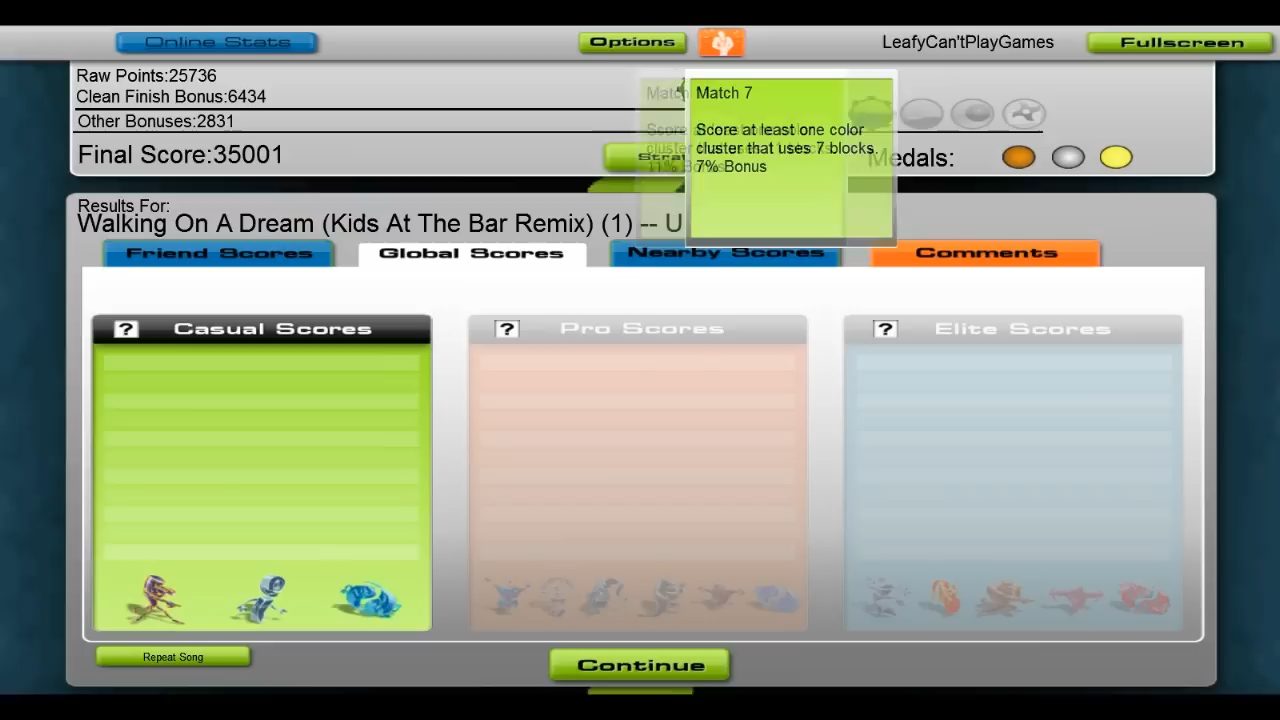 Online Stats
Options
LeafyCan'tPlayGames
Fullscreen
Raw Points:25736
Clean Finish Bonus:6434
Other Bonuses:2831
Final Score:35001
Match 7
Score at least one color
cluster that uses 7 blocks.
7% Bonus
Medals:
Results For:
Walking On A Dream (Kids At The Bar Remix) (1) -- U
Friend Scores
Global Scores
Nearby Scores
Comments
? Casual Scores
? Pro Scores
? Elite Scores
Repeat Song
Continue